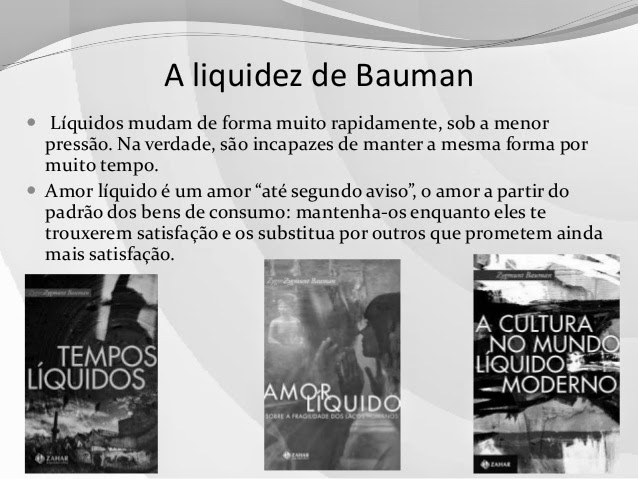 A liquidez de Bauman
Líquidos mudam de forma muito rapidamente, sob a menor
pressão. Na verdade, são incapazes de manter a mesma forma por
muito tempo.
Amor líquido é um amor “até segundo aviso”, o amor a partir do
padrão dos bens de consumo: mantenha-os enquanto eles te
trouxerem satisfação e os substitua por outros que prometem ainda
mais satisfação.
Zygmunt Bauman
TEMPOS
LÍQUIDOS
ZAHAR
Zygmunt Bauman
AMOR
LÍQUIDO
SOBRE A FRAGILIDADE DOS LAÇOS HUMANOS
ZAHAR
Zygmunt Bauman
A CULTURA
NO MUNDO
LÍQUIDO
MODERNO
ZAHAR